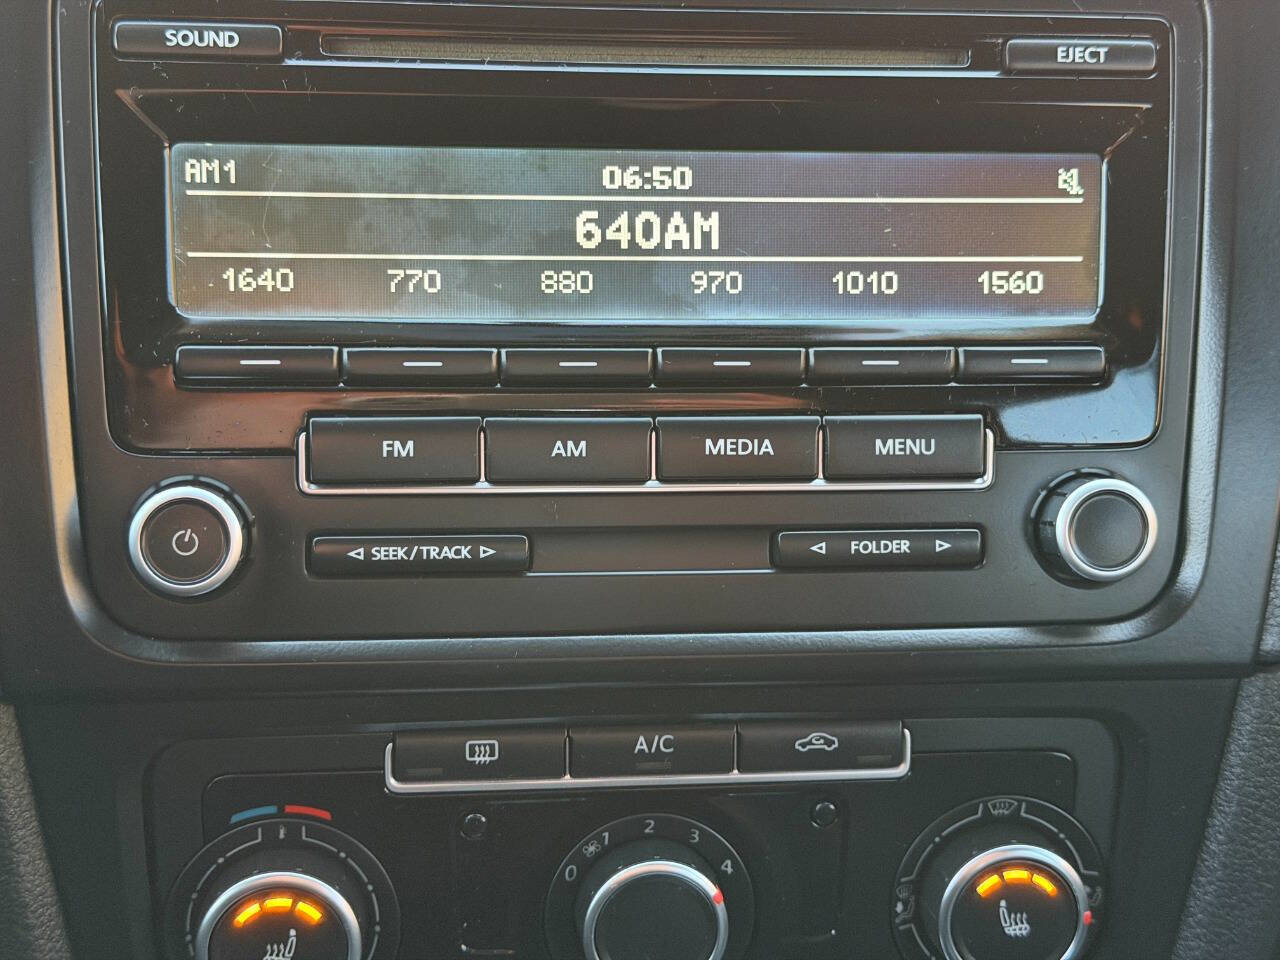 SOUND EJECT
AM1 06:50
640AM
1640 770 880 970 1010 1560
FM AM MEDIA MENU
SEEK/TRACK FOLDER
A/C
0 1 2 3 4